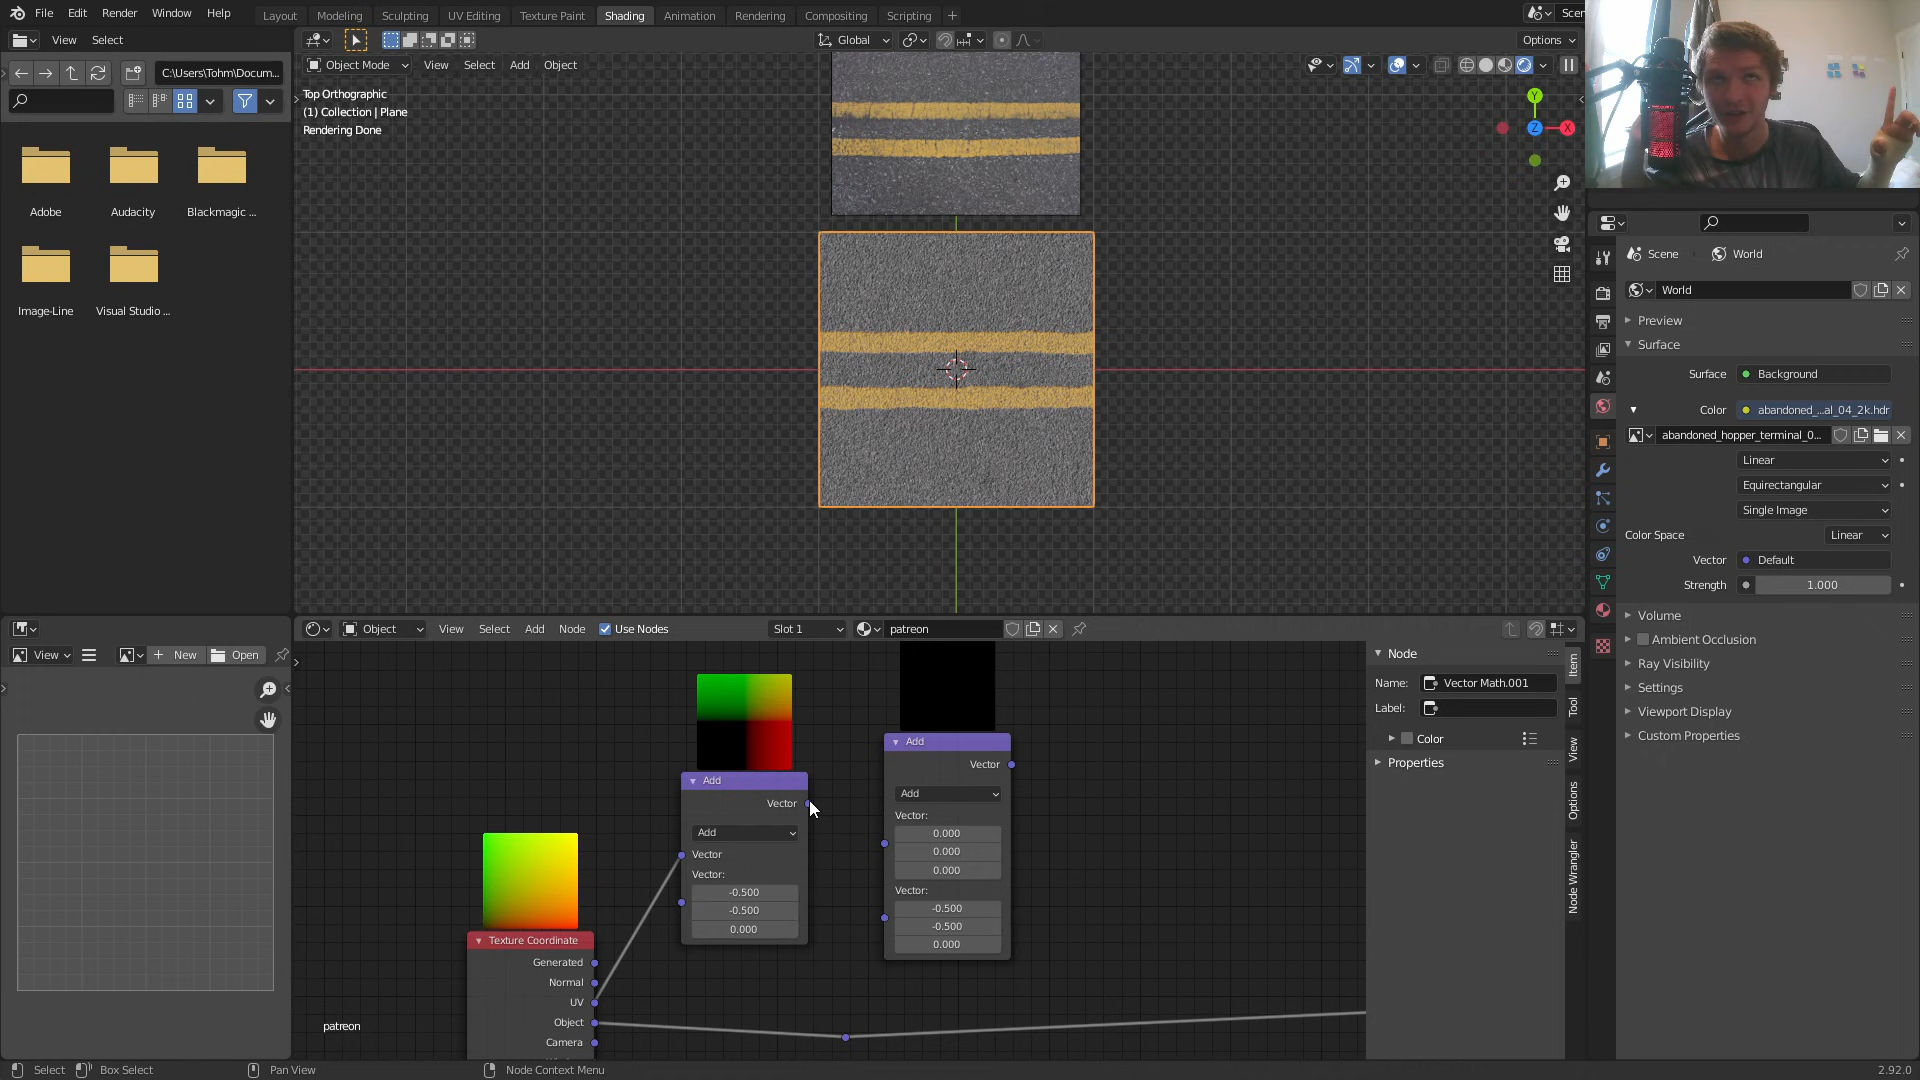 File Edit Render Window Help
Layout Modeling Sculpting UV Editing Texture Paint Shading Animation Rendering Compositing Scripting +
Scen
View Select
Global
Options
C:\Users\Tohm\Docum...
Object Mode View Select Add Object
Top Orthographic
(1) Collection | Plane
Rendering Done
Y
Z
X
Adobe
Audacity
Blackmagic ...
Image-Line
Visual Studio ...
Scene
World
World
Preview
Surface
Surface
Background
Color
abandoned_...al_04_2k.hdr
abandoned_hopper_terminal_0...
Linear
Equirectangular
Single Image
Color Space
Linear
Vector
Default
Strength
1.000
Volume
Ambient Occlusion
Ray Visibility
Settings
Viewport Display
Custom Properties
View
New
Open
Object View Select Add Node Use Nodes
Slot 1
patreon
Add
Vector
Add
Vector
Vector:
-0.500
-0.500
0.000
Add
Vector
Add
Vector:
0.000
0.000
0.000
Vector:
-0.500
-0.500
0.000
Texture Coordinate
Generated
Normal
UV
Object
Camera
patreon
Node
Name:
Vector Math.001
Label:
Color
Properties
Item
Tool
View
Options
Node Wrangler
Select
Box Select
Pan View
Node Context Menu
2.92.0